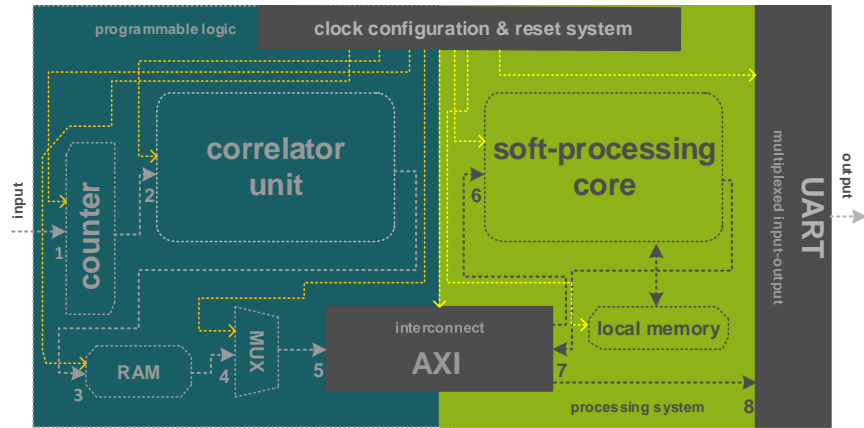 programmable logic
clock configuration & reset system
correlator
unit
soft-processing
core
input
1
counter
2
6
multiplexed input-output
UART
output
interconnect
AXI
local memory
MUX
RAM
3
4
5
7
processing system
8